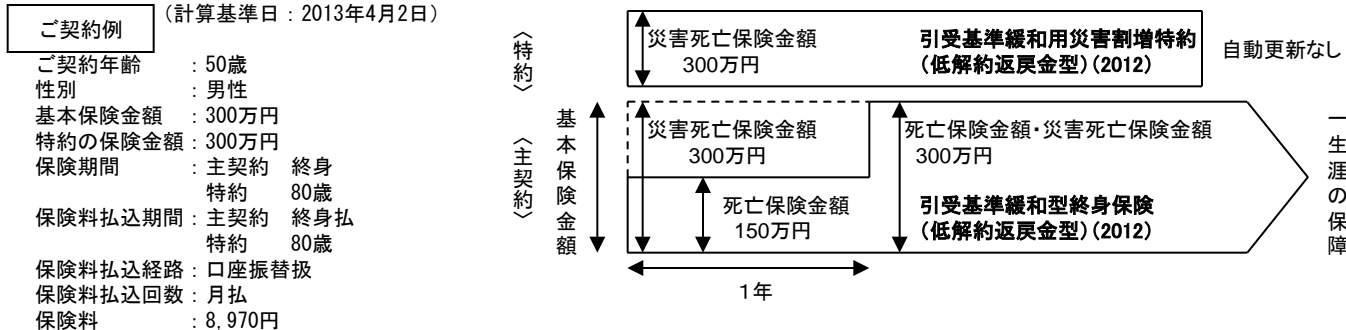 ご契約例
(計算基準日：2013年4月2日)
ご契約年齢　：50歳
性別　：男性
基本保険金額　：300万円
特約の保険金額：300万円
保険期間　：主契約　終身
特約　80歳
保険料払込期間：主契約　終身払
特約　80歳
保険料払込経路：口座振替扱
保険料払込回数：月払
保険料　：8,970円
〈特約〉
災害死亡保険金額
300万円
引受基準緩和用災害割増特約
(低解約返戻金型)(2012)
自動更新なし
〈主契約〉
基本保険金額
災害死亡保険金額
300万円
死亡保険金額
150万円
死亡保険金額・災害死亡保険金額
300万円
引受基準緩和型終身保険
(低解約返戻金型)(2012)
一生涯の保障
1年